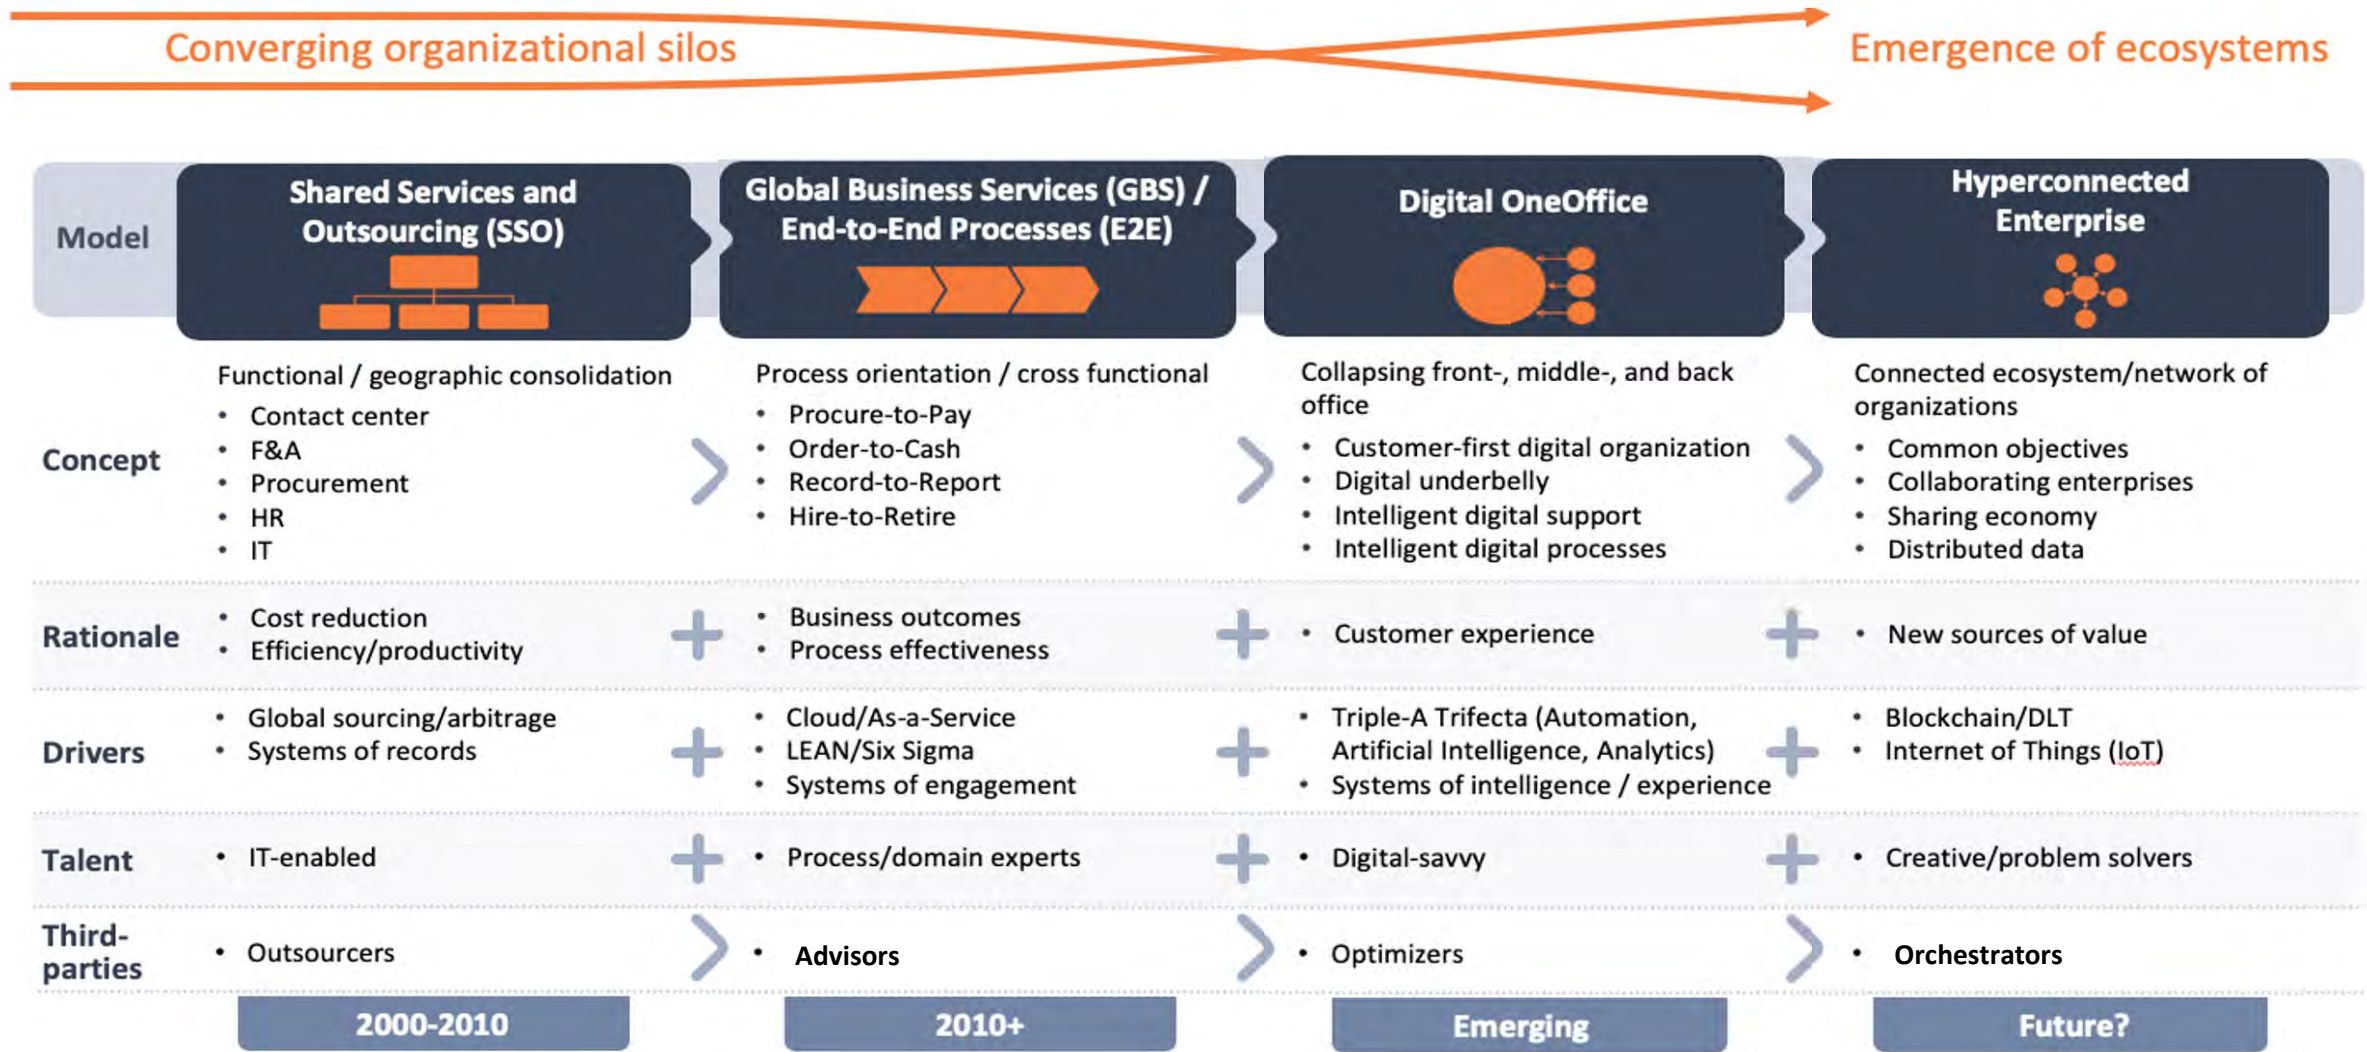 Converging organizational silos
Emergence of ecosystems
Model
Shared Services and
Outsourcing (SSO)
Global Business Services (GBS) /
End-to-End Processes (E2E)
Digital OneOffice
Hyperconnected
Enterprise
Concept
Functional / geographic consolidation
• Contact center
• F&A
• Procurement
• HR
• IT
Process orientation / cross functional
• Procure-to-Pay
• Order-to-Cash
• Record-to-Report
• Hire-to-Retire
Collapsing front-, middle-, and back
office
• Customer-first digital organization
• Digital underbelly
• Intelligent digital support
• Intelligent digital processes
Connected ecosystem/network of
organizations
• Common objectives
• Collaborating enterprises
• Sharing economy
• Distributed data
Rationale
• Cost reduction
• Efficiency/productivity
• Business outcomes
• Process effectiveness
• Customer experience
• New sources of value
Drivers
• Global sourcing/arbitrage
• Systems of records
• Cloud/As-a-Service
• LEAN/Six Sigma
• Systems of engagement
• Triple-A Trifecta (Automation,
Artificial Intelligence, Analytics)
• Systems of intelligence / experience
• Blockchain/DLT
• Internet of Things (IoT)
Talent
• IT-enabled
• Process/domain experts
• Digital-savvy
• Creative/problem solvers
Third-
parties
• Outsourcers
• Advisors
• Optimizers
• Orchestrators
2000-2010
2010+
Emerging
Future?